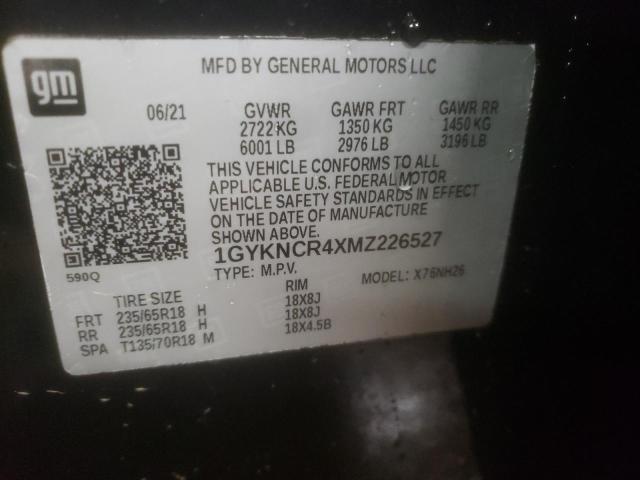 gm
MFD BY GENERAL MOTORS LLC
06/21 GVWR GAWR FRT GAWR RR
2722 KG 1350 KG 1450 KG
6001 LB 2976 LB 3196 LB
THIS VEHICLE CONFORMS TO ALL
APPLICABLE U.S. FEDERAL MOTOR
VEHICLE SAFETY STANDARDS IN EFFECT
ON THE DATE OF MANUFACTURE
SHOWN ABOVE.
1GYKNCR4XMZ226527
590Q
TYPE: M.P.V. MODEL: X76NH26
TIRE SIZE RIM
FRT 235/65R18 H 18X8J
RR 235/65R18 H 18X8J
SPA T135/70R18 M 18X4.5B